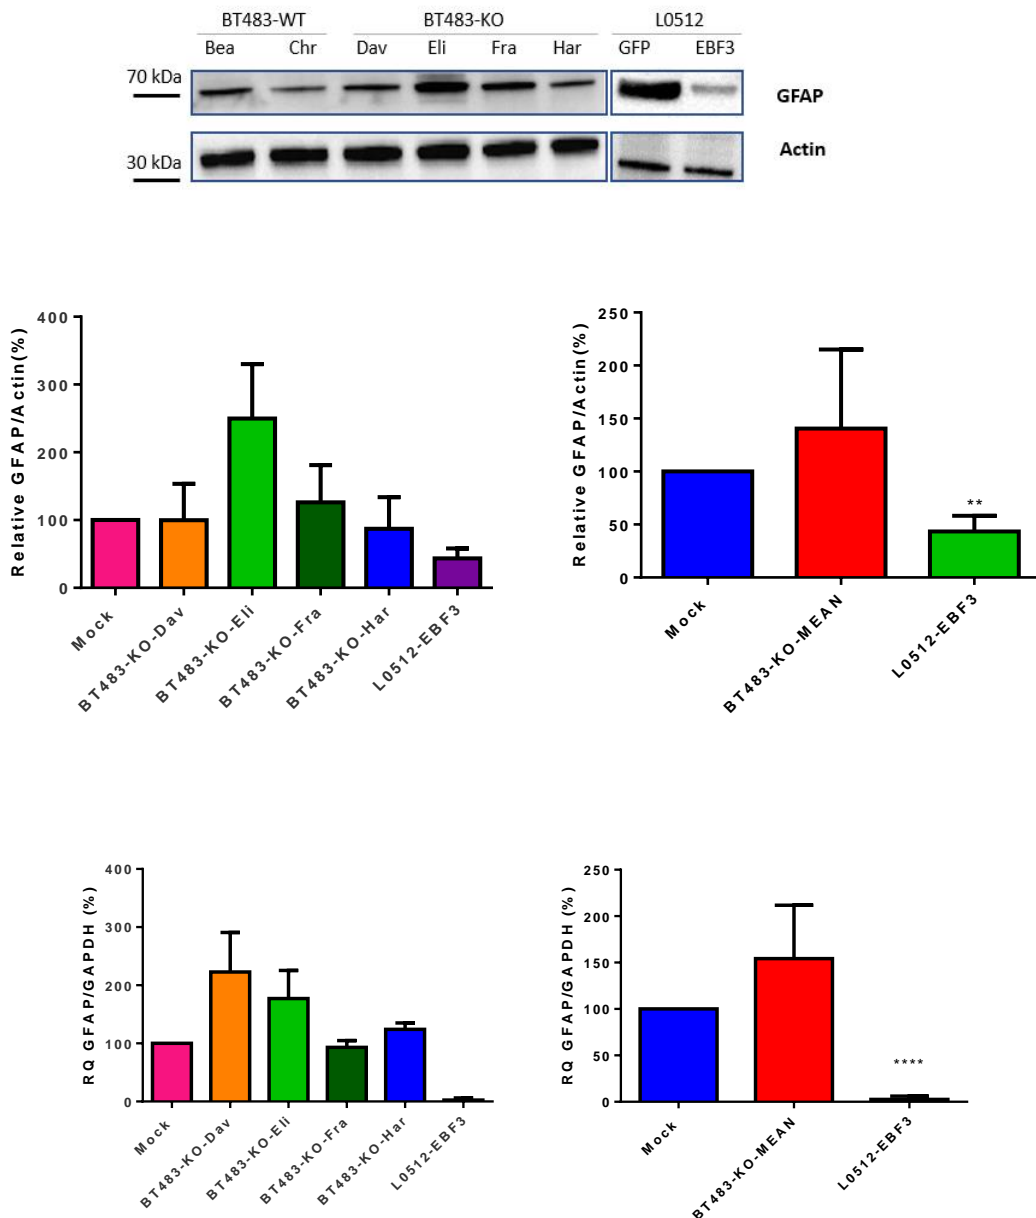 BT483-WT BT483-KO L0512
Bea Chr Dav Eli Fra Har GFP EBF3
70 kDa
GFAP
Actin
30 kDa
Relative GFAP/Actin(%)
400
300
200
100
0
Mock
BT483-KO-Dav
BT483-KO-Eli
BT483-KO-Fra
BT483-KO-Har
L0512-EBF3
Relative GFAP/Actin(%)
250
200
150
100
50
0
**
Mock
BT483-KO-MEAN
L0512-EBF3
RQ GFAP/GAPDH (%)
400
300
200
100
0
Mock
BT483-KO-Dav
BT483-KO-Eli
BT483-KO-Fra
BT483-KO-Har
L0512-EBF3
RQ GFAP/GAPDH (%)
250
200
150
100
50
0
****
Mock
BT483-KO-MEAN
L0512-EBF3